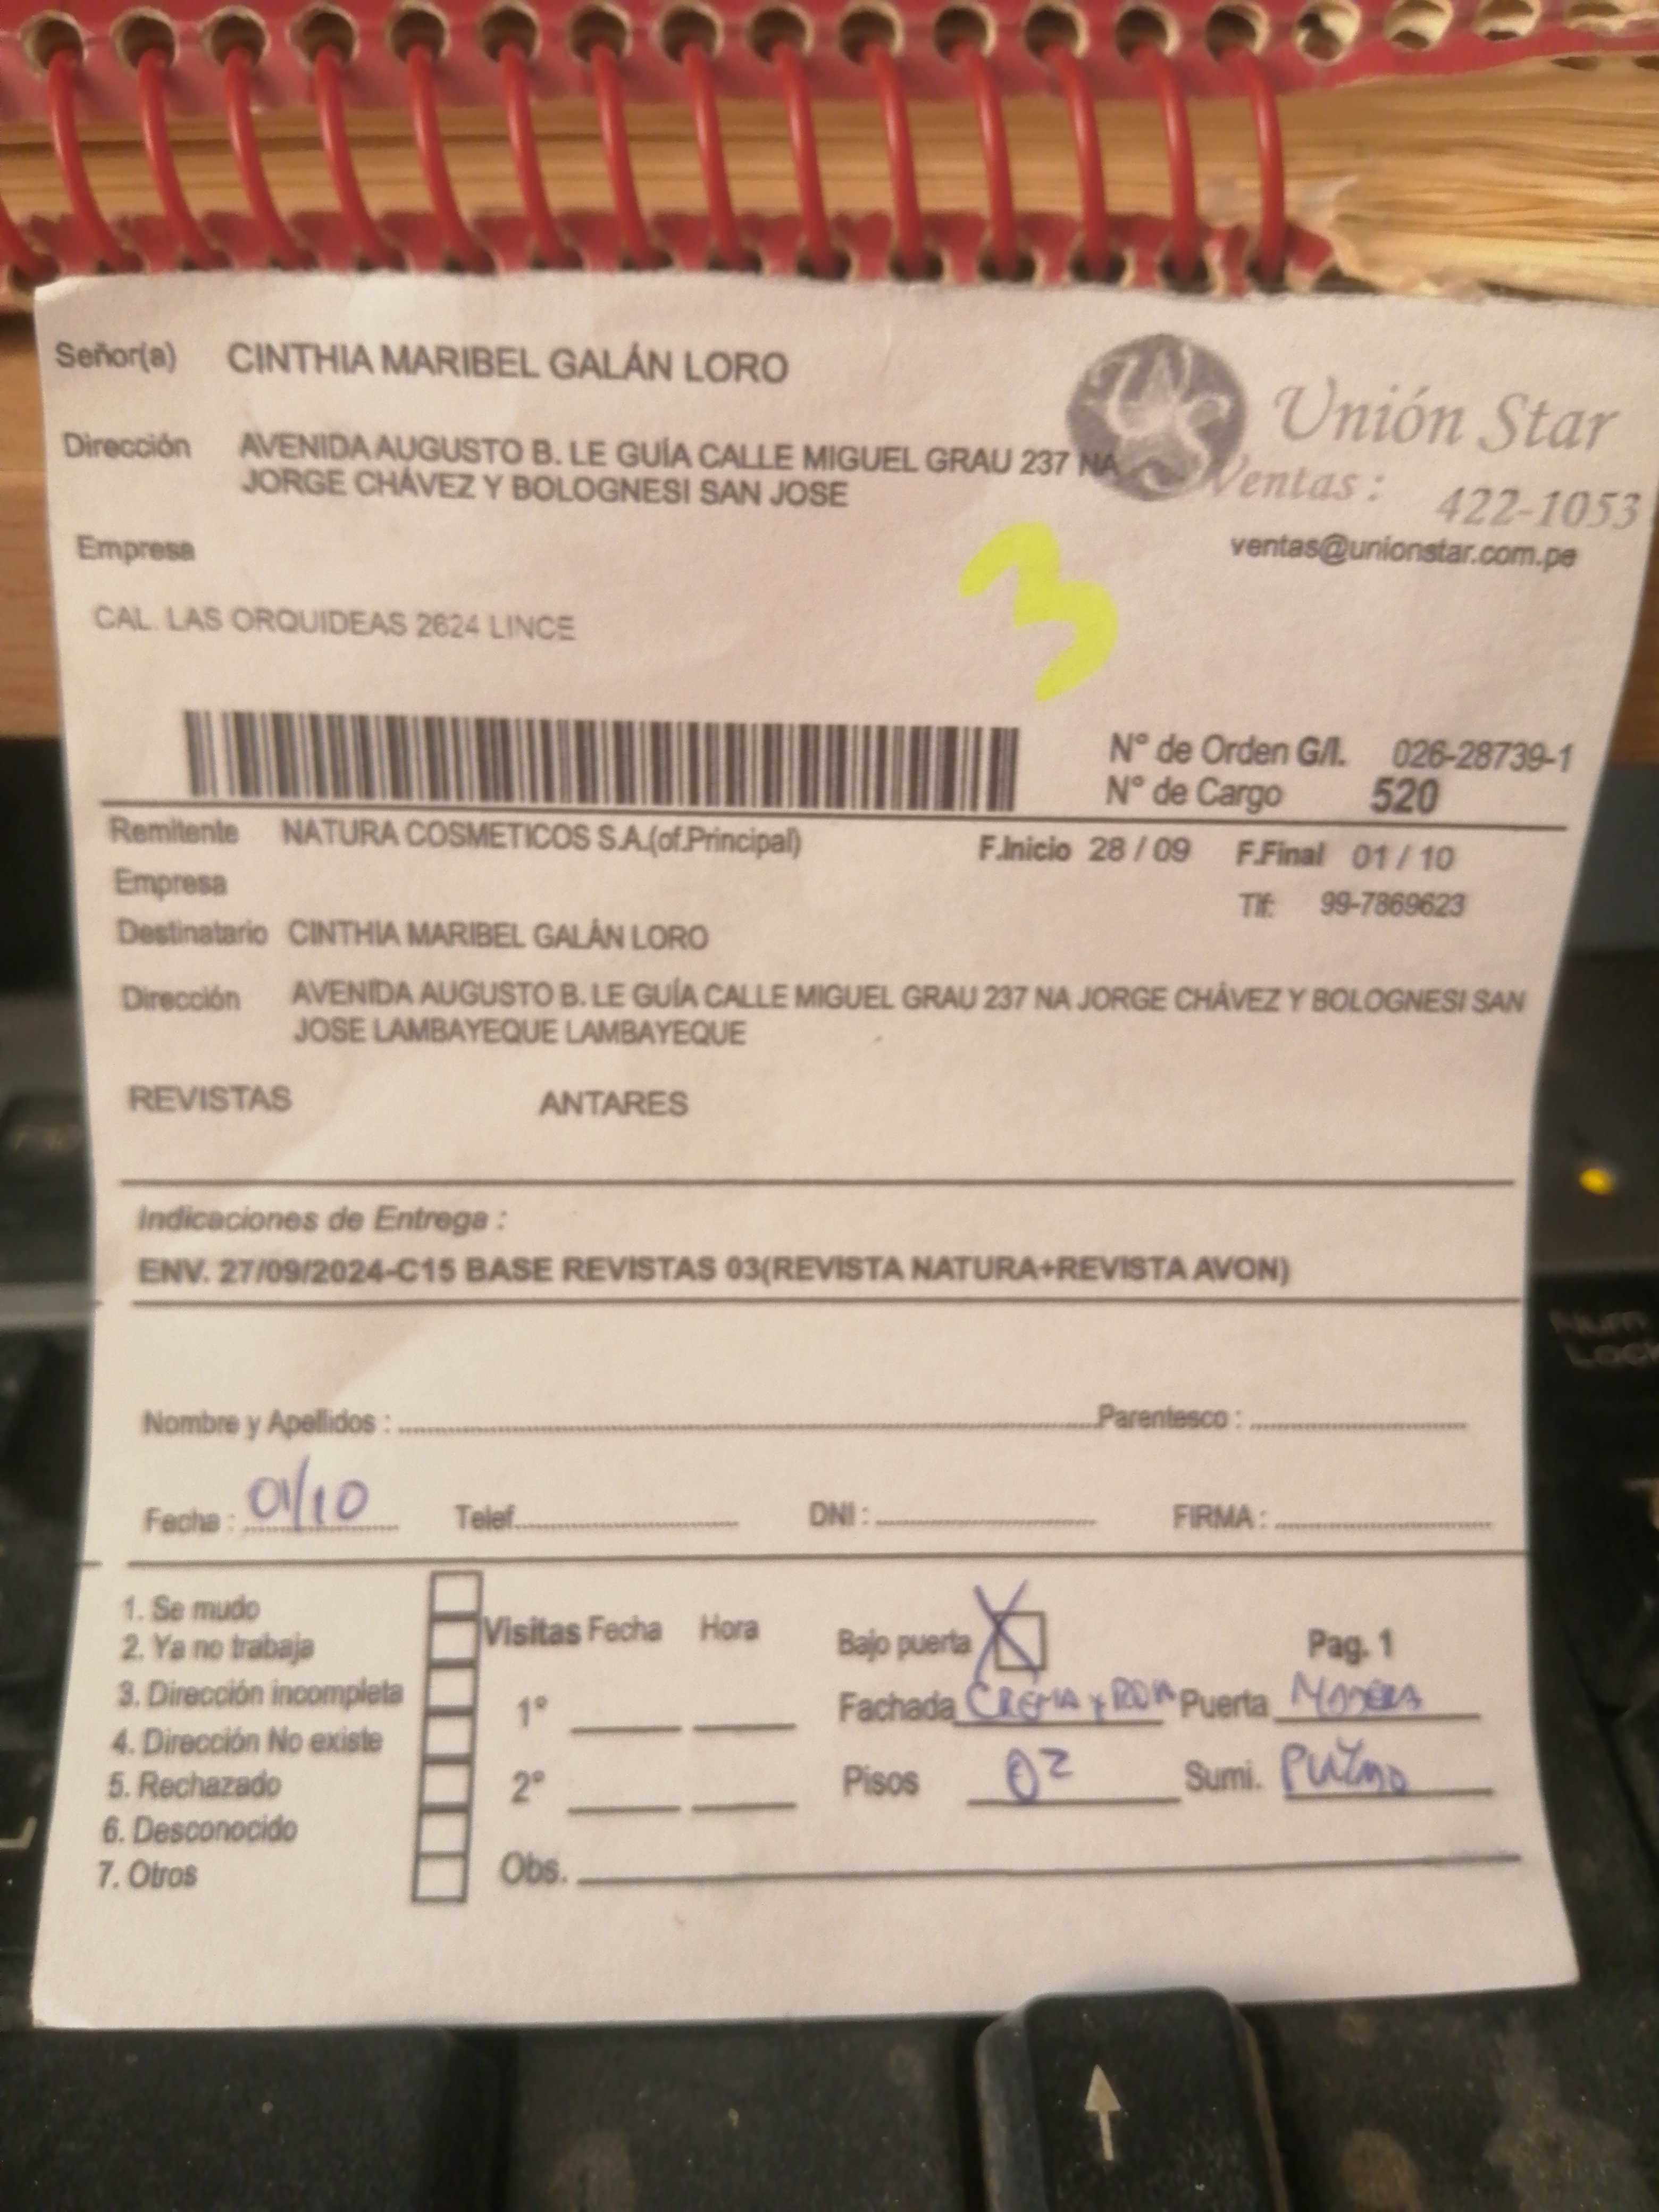 Señor(a) CINTHIA MARIBEL GALÁN LORO
Unión Star
Dirección AVENIDA AUGUSTO B. LE GUÍA CALLE MIGUEL GRAU 237 NA
JORGE CHÁVEZ Y BOLOGNESI SAN JOSE
Ventas : 422-1053
ventas@unionstar.com.pe
Empresa
3
CAL. LAS ORQUIDEAS 2624 LINCE
N° de Orden G/I. 026-28739-1
N° de Cargo 520
Remitente NATURA COSMETICOS S.A.(of.Principal) F.Inicio 28 / 09 F.Final 01 / 10
Empresa
Tlf: 99-7869623
Destinatario CINTHIA MARIBEL GALÁN LORO
Dirección AVENIDA AUGUSTO B. LE GUÍA CALLE MIGUEL GRAU 237 NA JORGE CHÁVEZ Y BOLOGNESI SAN
JOSE LAMBAYEQUE LAMBAYEQUE
REVISTAS ANTARES
Indicaciones de Entrega :
ENV. 27/09/2024-C15 BASE REVISTAS 03(REVISTA NATURA+REVISTA AVON)
Nombre y Apellidos : Parentesco :
Fecha : 01/10 Telef. DNI : FIRMA :
1. Se mudo
2. Ya no trabaja
3. Dirección incompleta
4. Dirección No existe
5. Rechazado
6. Desconocido
7. Otros
Visitas Fecha Hora
1°
2°
Obs.
Bajo puerta X Pag. 1
Fachada CREMA y Puerta MADERA
Pisos 02 Sumi.
Num
Lock